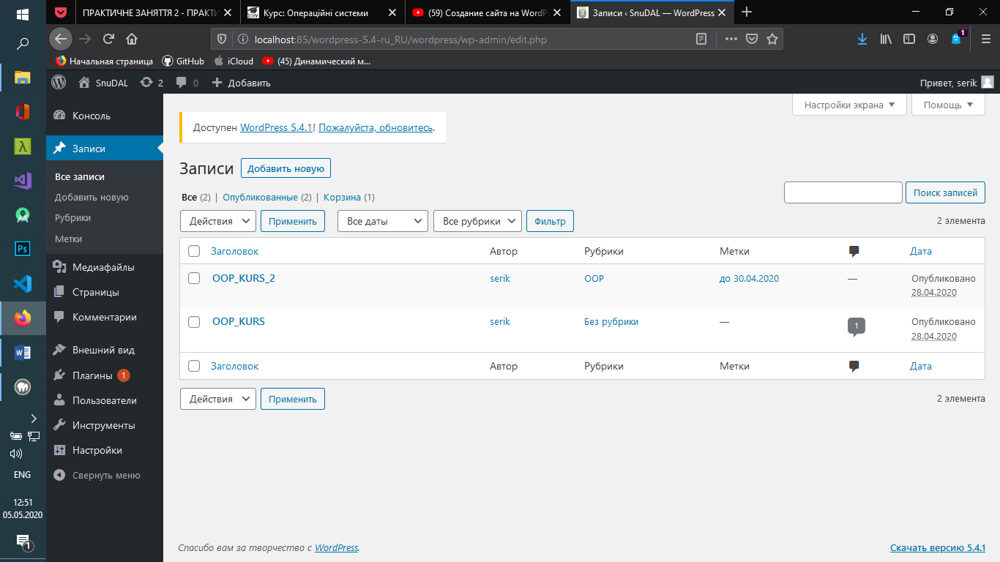 ПРАКТИЧНЕ ЗАНЯТТЯ 2 - ПРАКТИ
Курс: Операційні системи
(59) Создание сайта на WordP
Записи ‹ SnuDAL — WordPress
localhost:85/wordpress-5.4-ru_RU/wordpress/wp-admin/edit.php
1
Начальная страница
GitHub
iCloud
(45) Динамический м...
SnuDAL
2
0
Добавить
Привет, serik
Консоль
Записи
Все записи
Добавить новую
Рубрики
Метки
Медиафайлы
Страницы
Комментарии
Внешний вид
Плагины 1
Пользователи
Инструменты
Настройки
Свернуть меню
Настройки экрана
Помощь
Доступен WordPress 5.4.1! Пожалуйста, обновитесь.
Записи
Добавить новую
Все (2) | Опубликованные (2) | Корзина (1)
Поиск записей
Действия
Применить
Все даты
Все рубрики
Фильтр
2 элемента
Заголовок Автор Рубрики Метки Дата
OOP_KURS_2 serik OOP до 30.04.2020 — Опубликовано
28.04.2020
OOP_KURS serik Без рубрики — 1 Опубликовано
28.04.2020
Заголовок Автор Рубрики Метки Дата
Действия
Применить
2 элемента
Спасибо вам за творчество с WordPress.
Скачать версию 5.4.1
Ps
ENG
12:51
05.05.2020
1